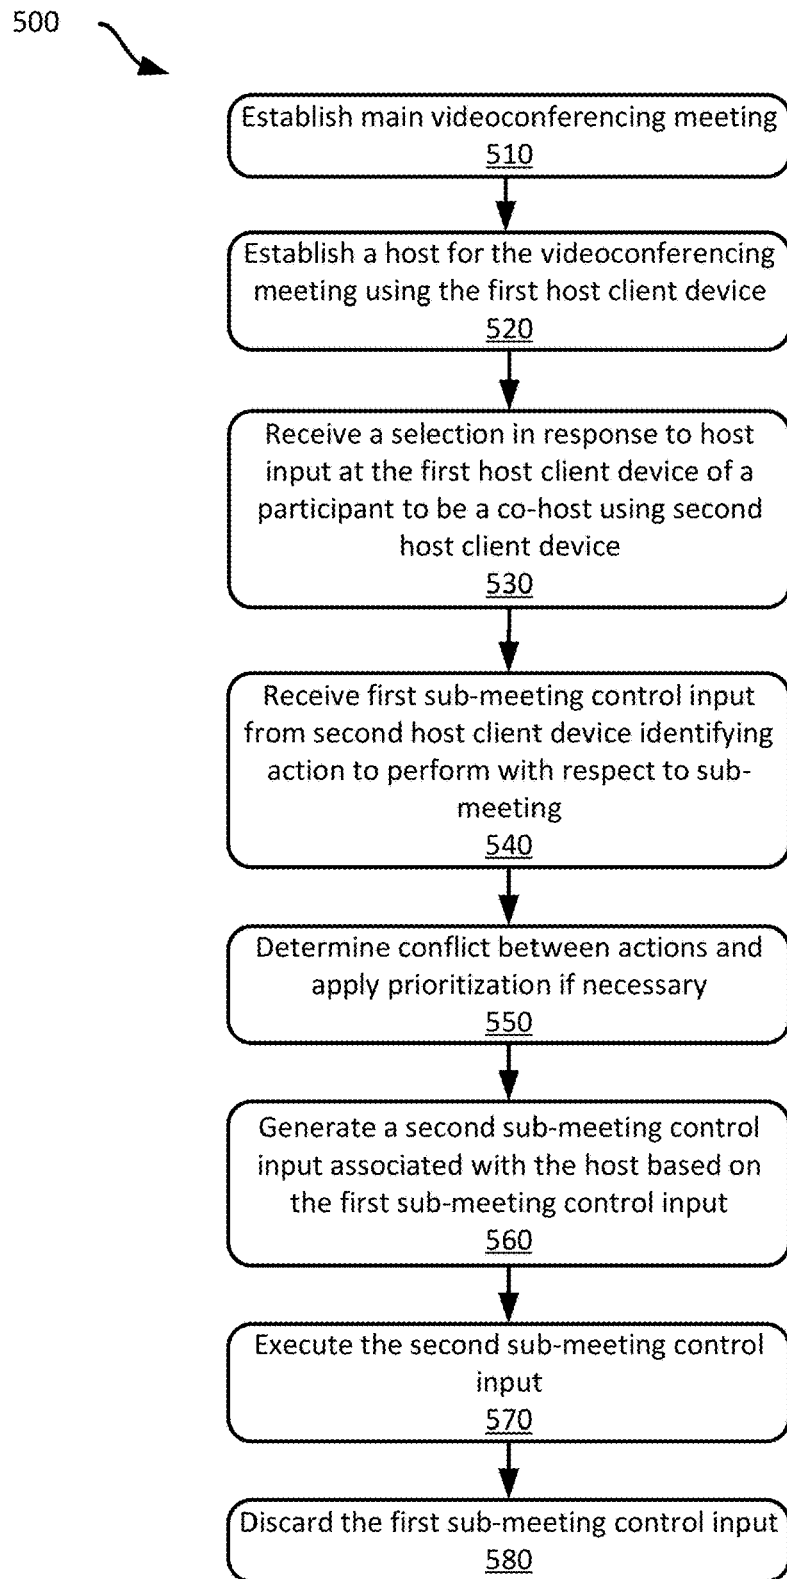 500
Establish main videoconferencing meeting
510
Establish a host for the videoconferencing
meeting using the first host client device
520
Receive a selection in response to host
input at the first host client device of a
participant to be a co-host using second
host client device
530
Receive first sub-meeting control input
from second host client device identifying
action to perform with respect to sub-
meeting
540
Determine conflict between actions and
apply prioritization if necessary
550
Generate a second sub-meeting control
input associated with the host based on
the first sub-meeting control input
560
Execute the second sub-meeting control
input
570
Discard the first sub-meeting control input
580